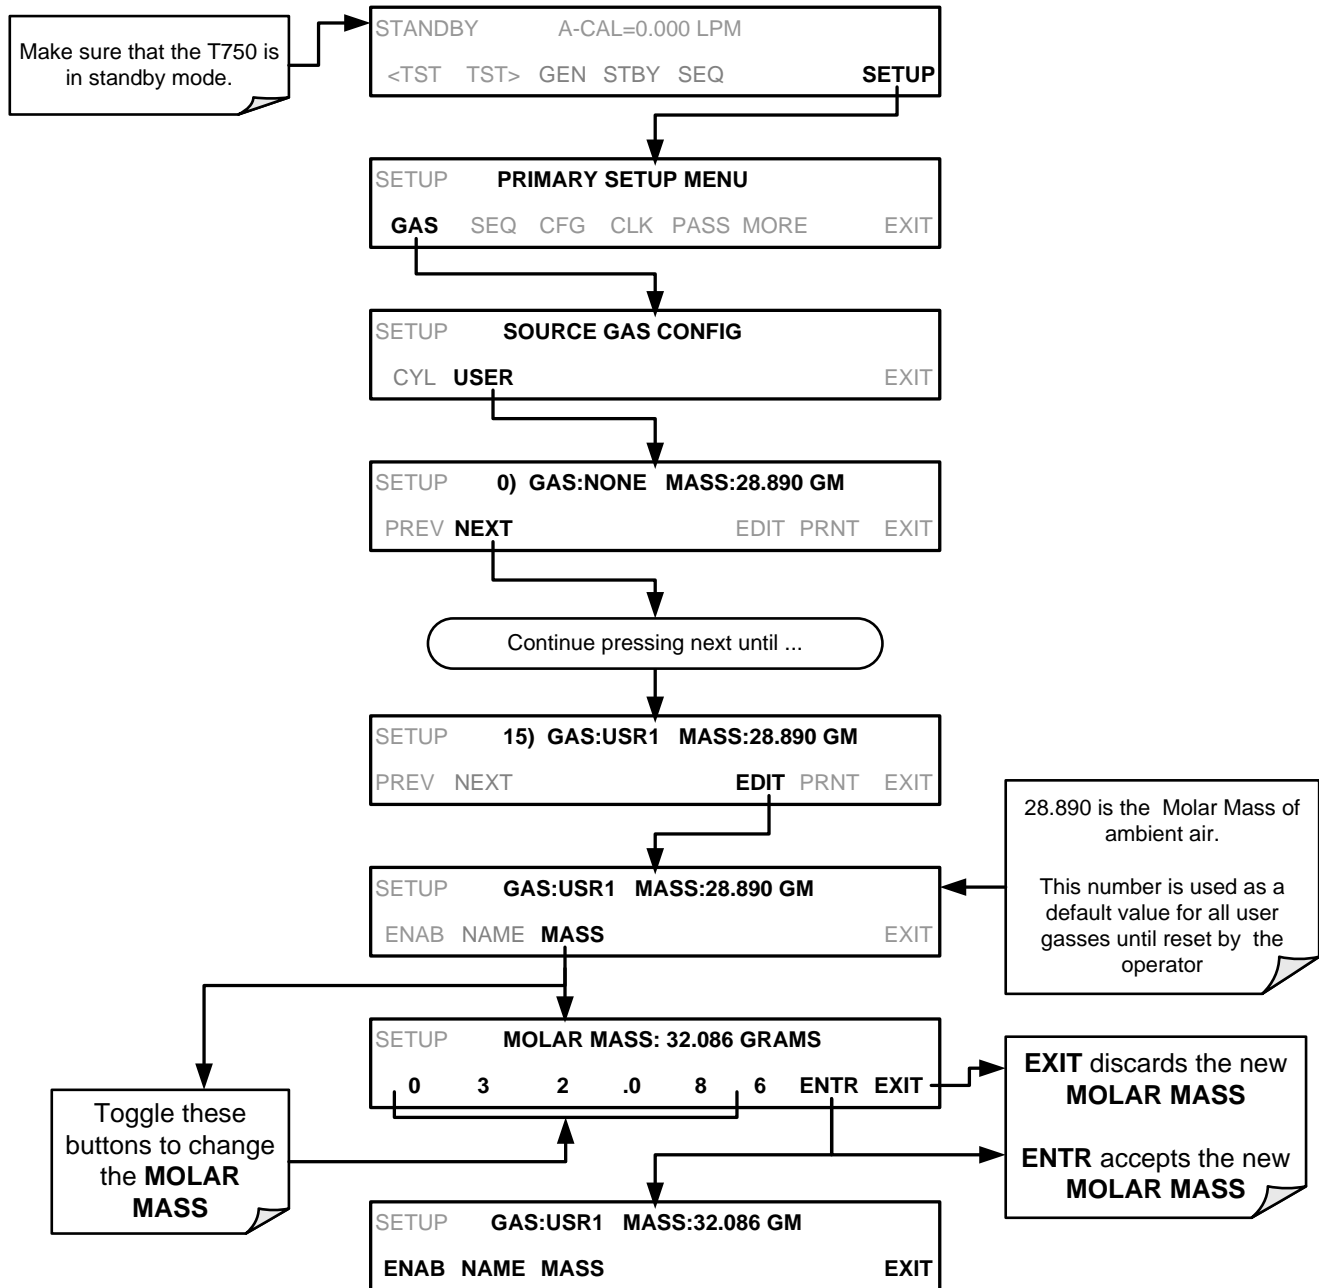 Make sure that the T750 is
in standby mode.
STANDBY A-CAL=0.000 LPM
<TST TST> GEN STBY SEQ SETUP
SETUP PRIMARY SETUP MENU
GAS SEQ CFG CLK PASS MORE EXIT
SETUP SOURCE GAS CONFIG
CYL USER EXIT
SETUP 0) GAS:NONE MASS:28.890 GM
PREV NEXT EDIT PRNT EXIT
Continue pressing next until ...
SETUP 15) GAS:USR1 MASS:28.890 GM
PREV NEXT EDIT PRNT EXIT
SETUP GAS:USR1 MASS:28.890 GM
ENAB NAME MASS EXIT
28.890 is the Molar Mass of
ambient air.
This number is used as a
default value for all user
gasses until reset by the
operator
SETUP MOLAR MASS: 32.086 GRAMS
0 3 2 .0 8 6 ENTR EXIT
Toggle these
buttons to change
the MOLAR
MASS
EXIT discards the new
MOLAR MASS
ENTR accepts the new
MOLAR MASS
SETUP GAS:USR1 MASS:32.086 GM
ENAB NAME MASS EXIT